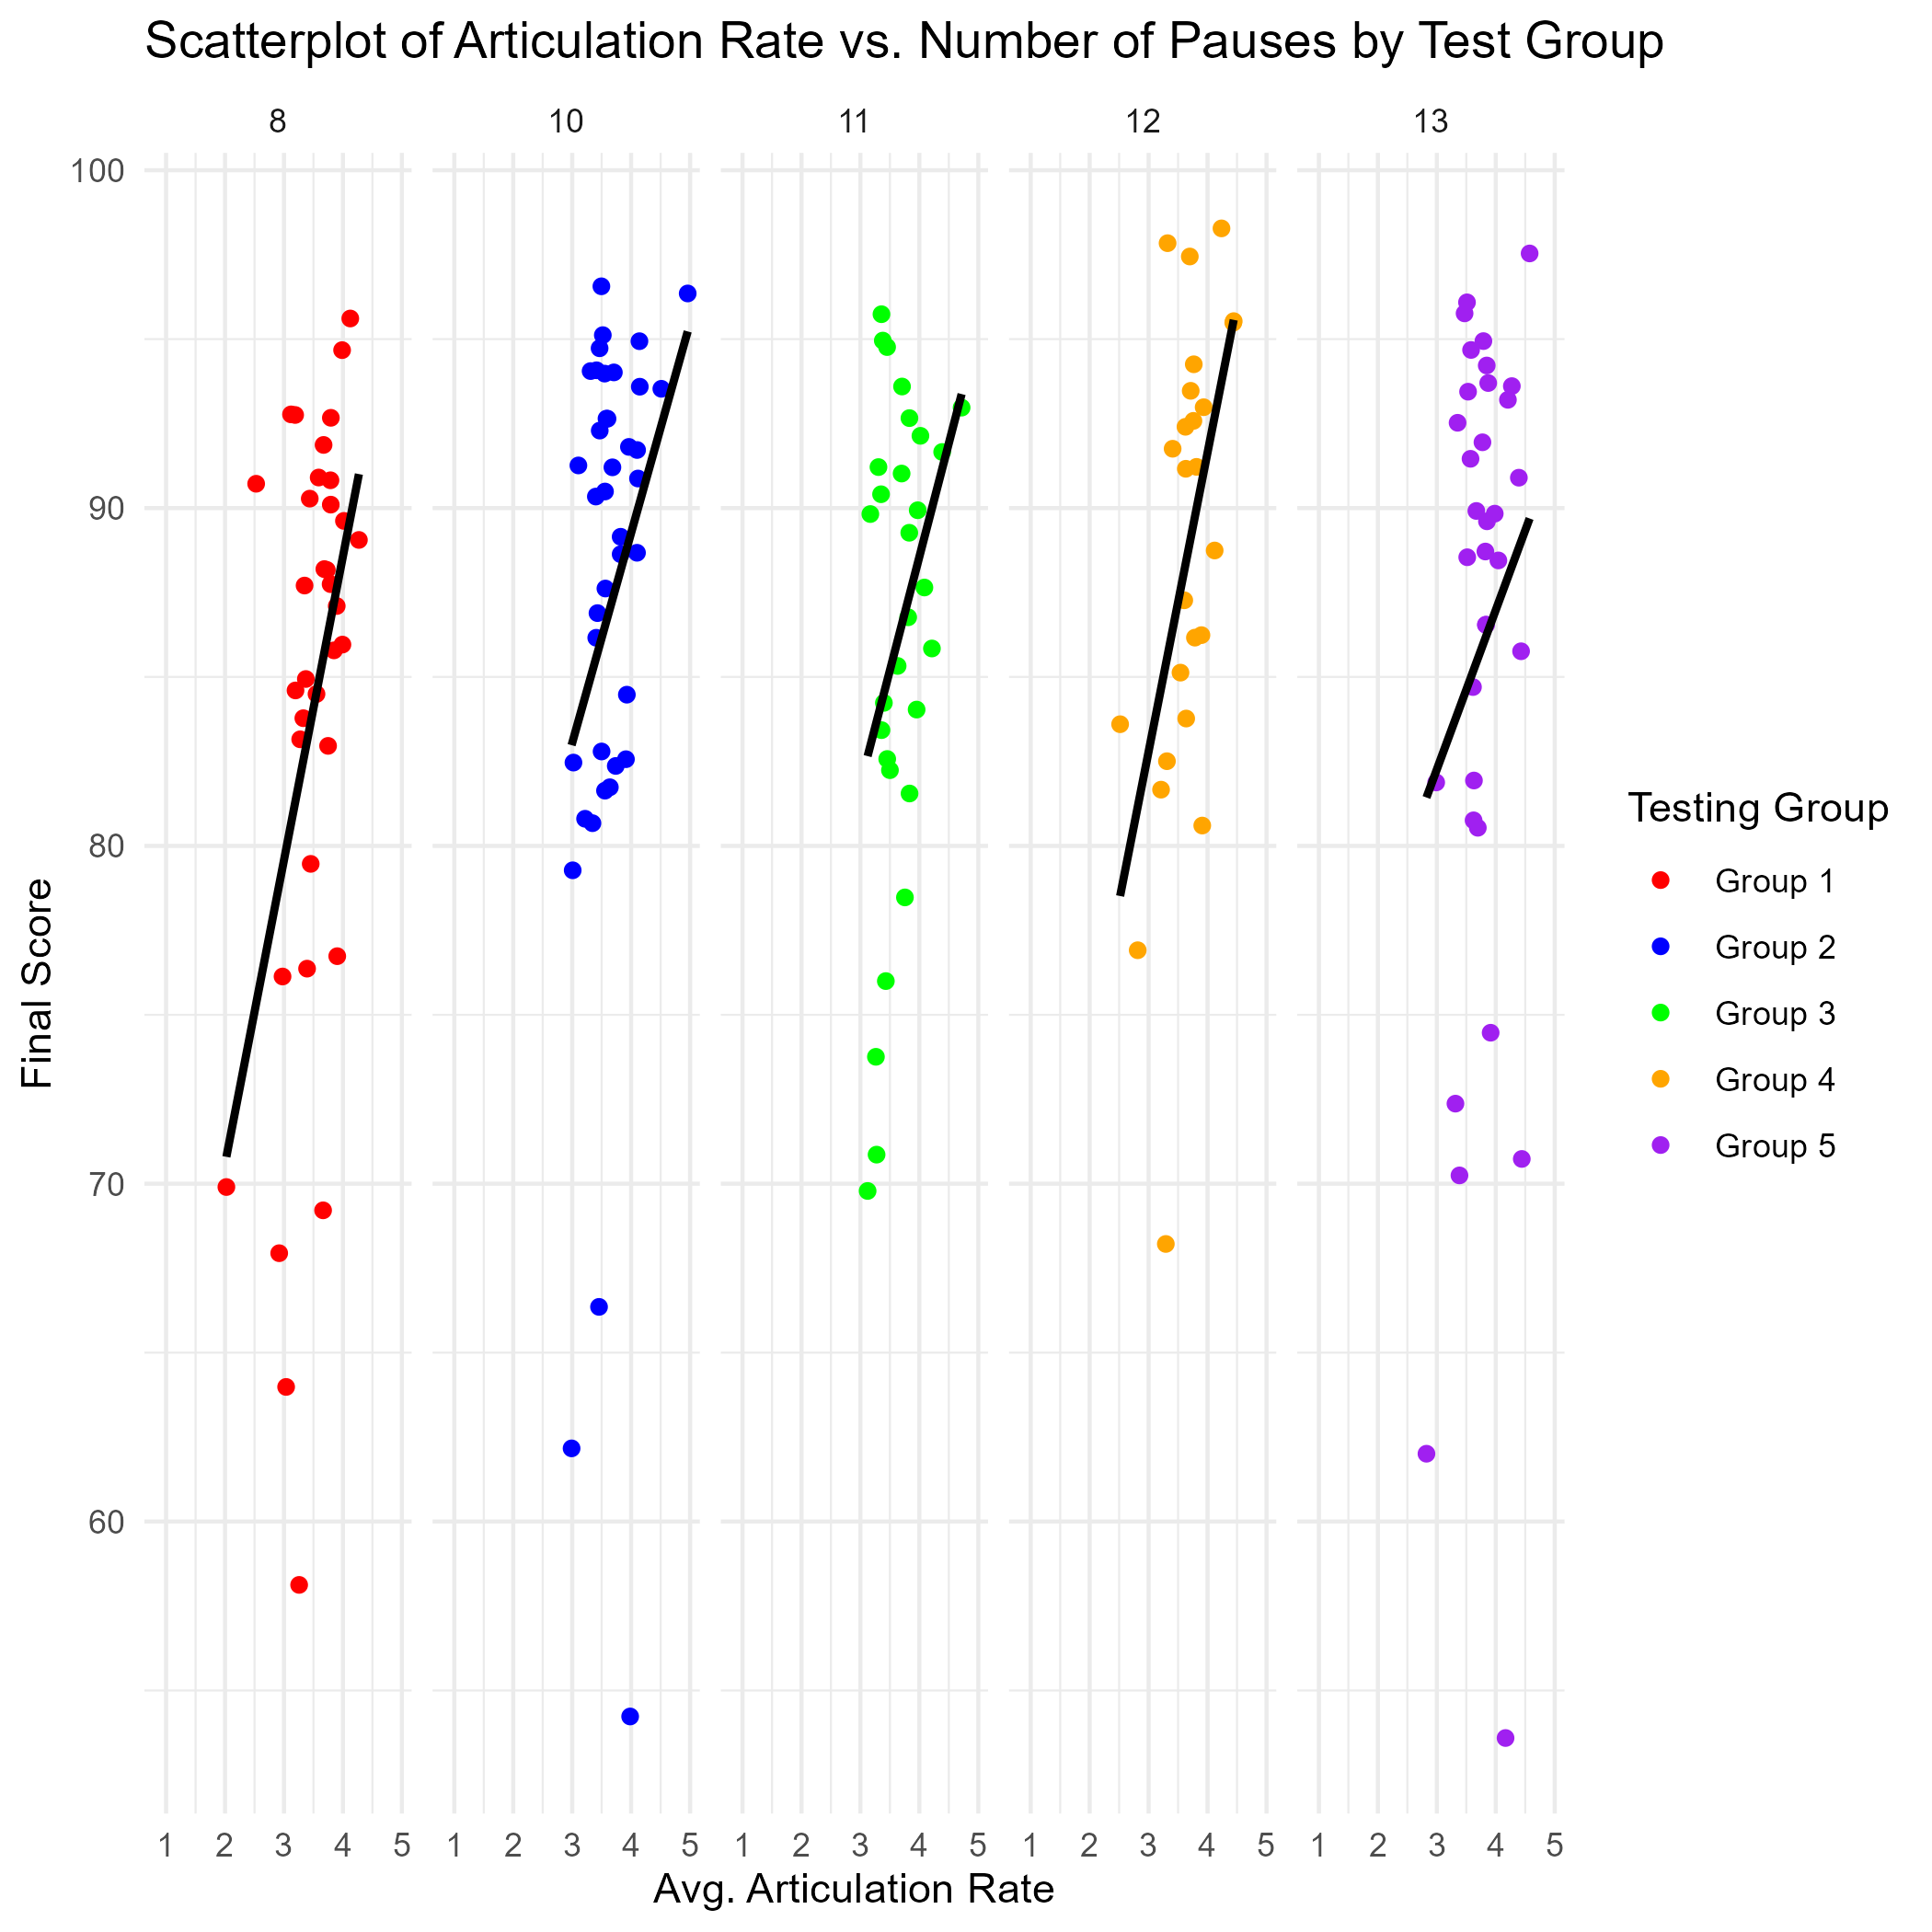 Scatterplot of Articulation Rate vs. Number of Pauses by Test Group
8 10 11 12 13
100
90
80
70
60
Final Score
1 2 3 4 5 1 2 3 4 5 1 2 3 4 5 1 2 3 4 5 1 2 3 4 5
Avg. Articulation Rate
Testing Group
Group 1
Group 2
Group 3
Group 4
Group 5